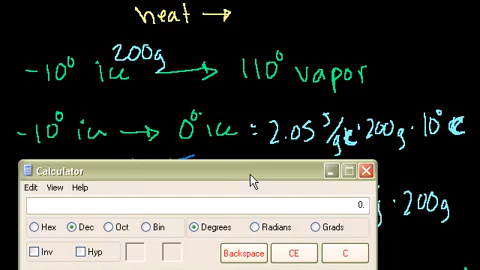 heat →
200g
-10° ice → 110° vapor
-10° ice → 0° ice = 2.05 J/g·C · 200g · 10° C
Calculator
Edit View Help
0.
Hex Dec Oct Bin Degrees Radians Grads
Inv Hyp Backspace CE C
g · 200g